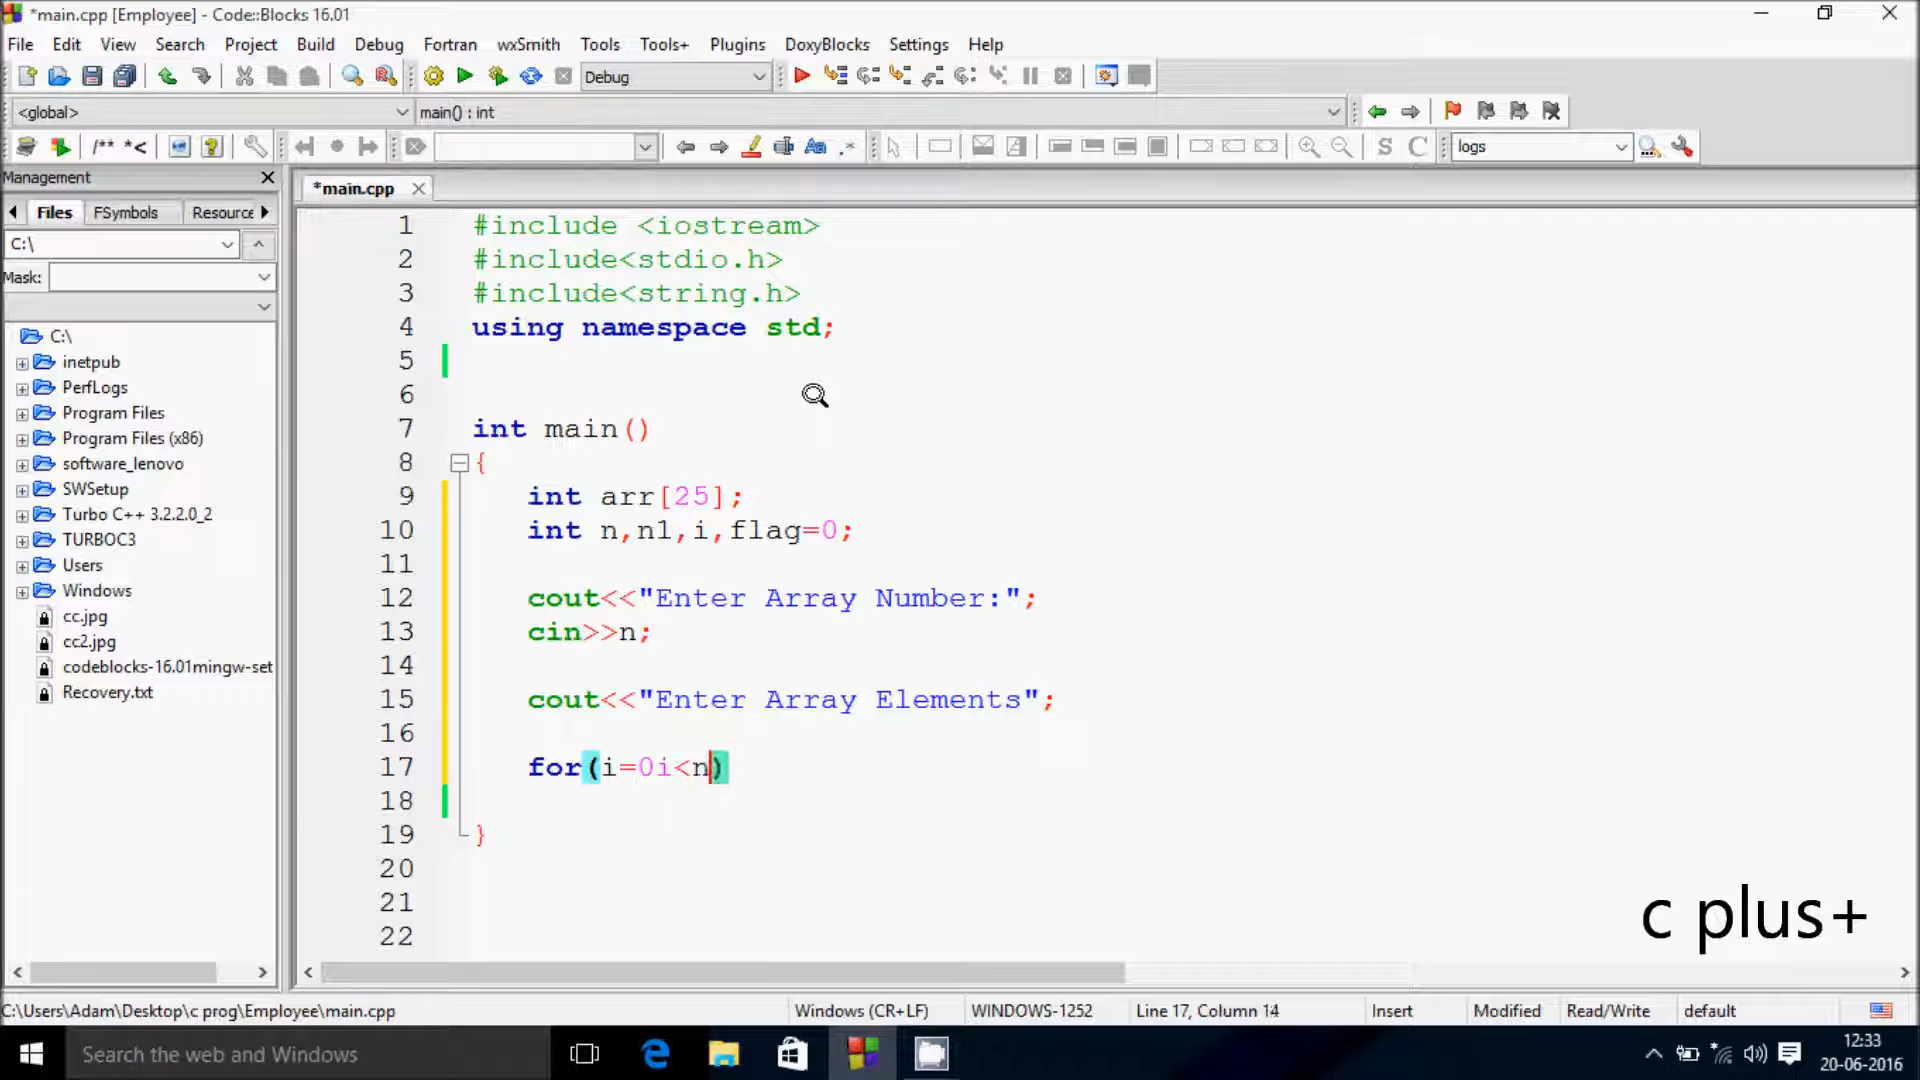 *main.cpp [Employee] - Code::Blocks 16.01
File Edit View Search Project Build Debug Fortran wxSmith Tools Tools+ Plugins DoxyBlocks Settings Help
Debug
<global> main() : int
/** *< logs
Management
Files FSymbols Resource
C:\
Mask:
C:\
inetpub
PerfLogs
Program Files
Program Files (x86)
software_lenovo
SWSetup
Turbo C++ 3.2.2.0_2
TURBOC3
Users
Windows
cc.jpg
cc2.jpg
codeblocks-16.01mingw-set
Recovery.txt
*main.cpp
1 #include <iostream>
2 #include<stdio.h>
3 #include<string.h>
4 using namespace std;
5
6
7 int main()
8 {
9 int arr[25];
10 int n,n1,i,flag=0;
11
12 cout<<"Enter Array Number:";
13 cin>>n;
14
15 cout<<"Enter Array Elements";
16
17 for(i=0i<n)
18
19 }
20
21
22
c plus+
C:\Users\Adam\Desktop\c prog\Employee\main.cpp Windows (CR+LF) WINDOWS-1252 Line 17, Column 14 Insert Modified Read/Write default
Search the web and Windows
12:33
20-06-2016